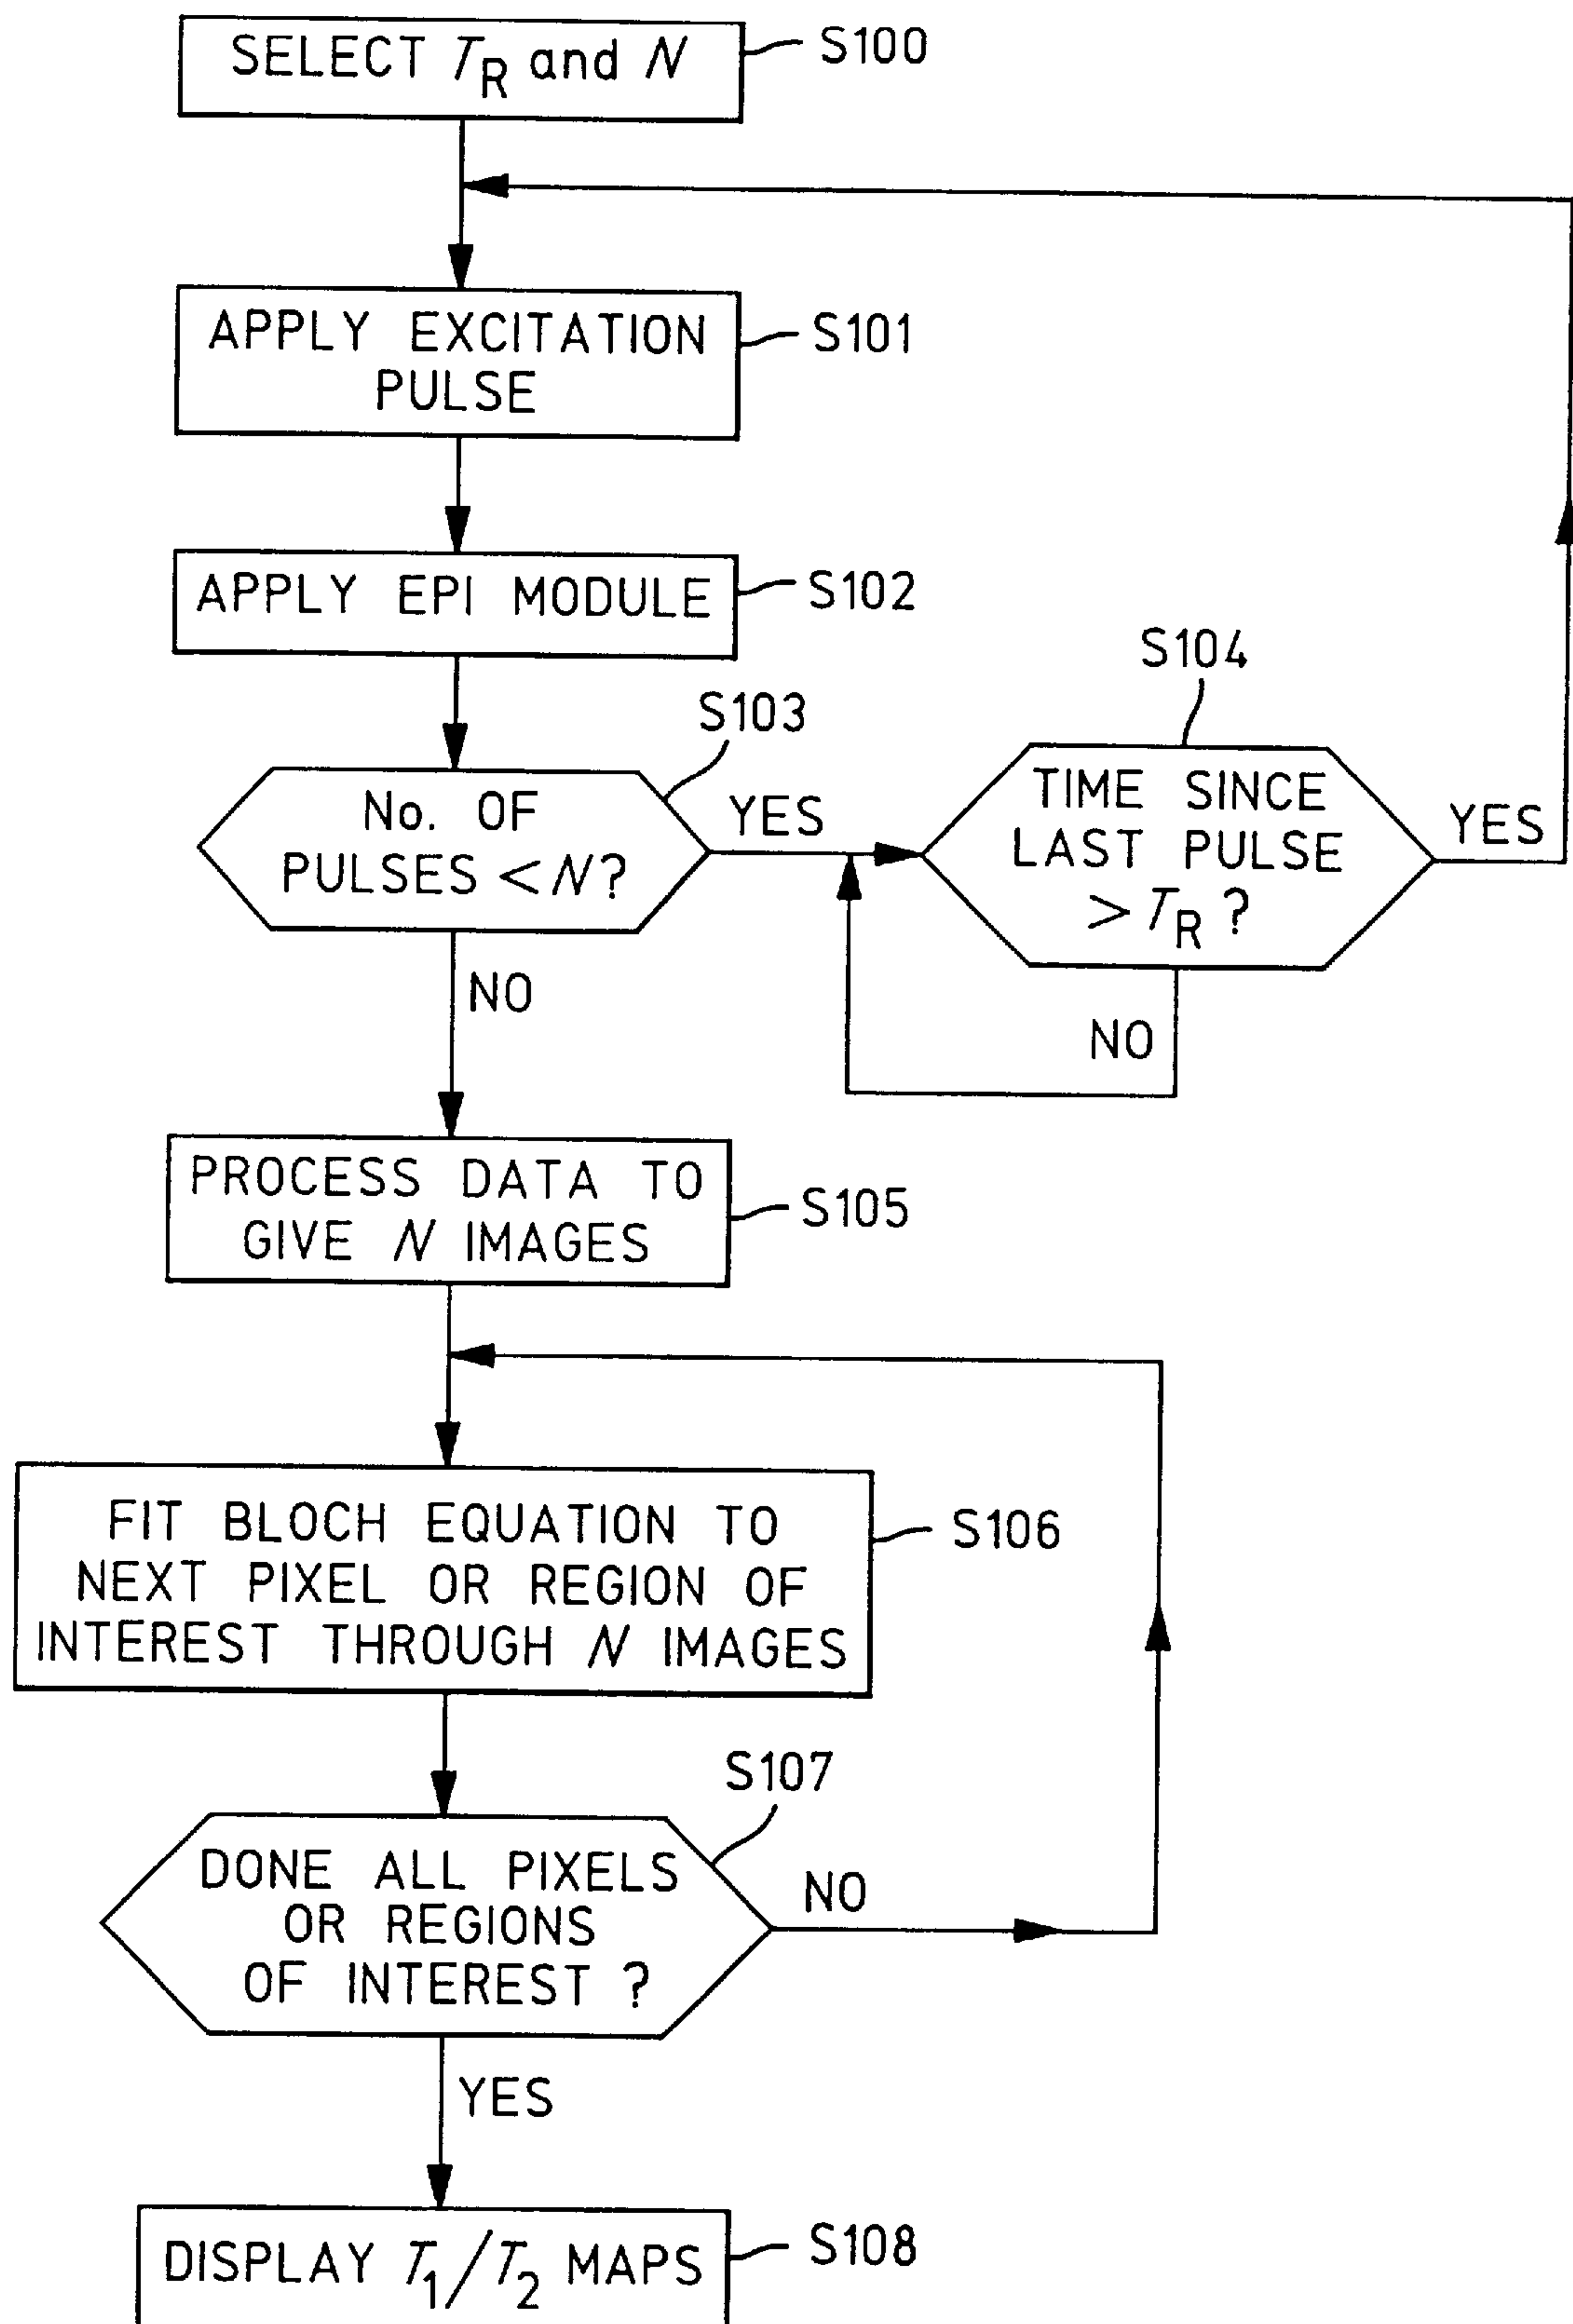 SELECT TR and N
S100
APPLY EXCITATION
PULSE
S101
APPLY EPI MODULE
S102
S103
No. OF
PULSES < N?
YES
NO
S104
TIME SINCE
LAST PULSE
> TR ?
YES
NO
PROCESS DATA TO
GIVE N IMAGES
S105
FIT BLOCH EQUATION TO
NEXT PIXEL OR REGION OF
INTEREST THROUGH N IMAGES
S106
S107
DONE ALL PIXELS
OR REGIONS
OF INTEREST ?
NO
YES
DISPLAY T1/T2 MAPS
S108